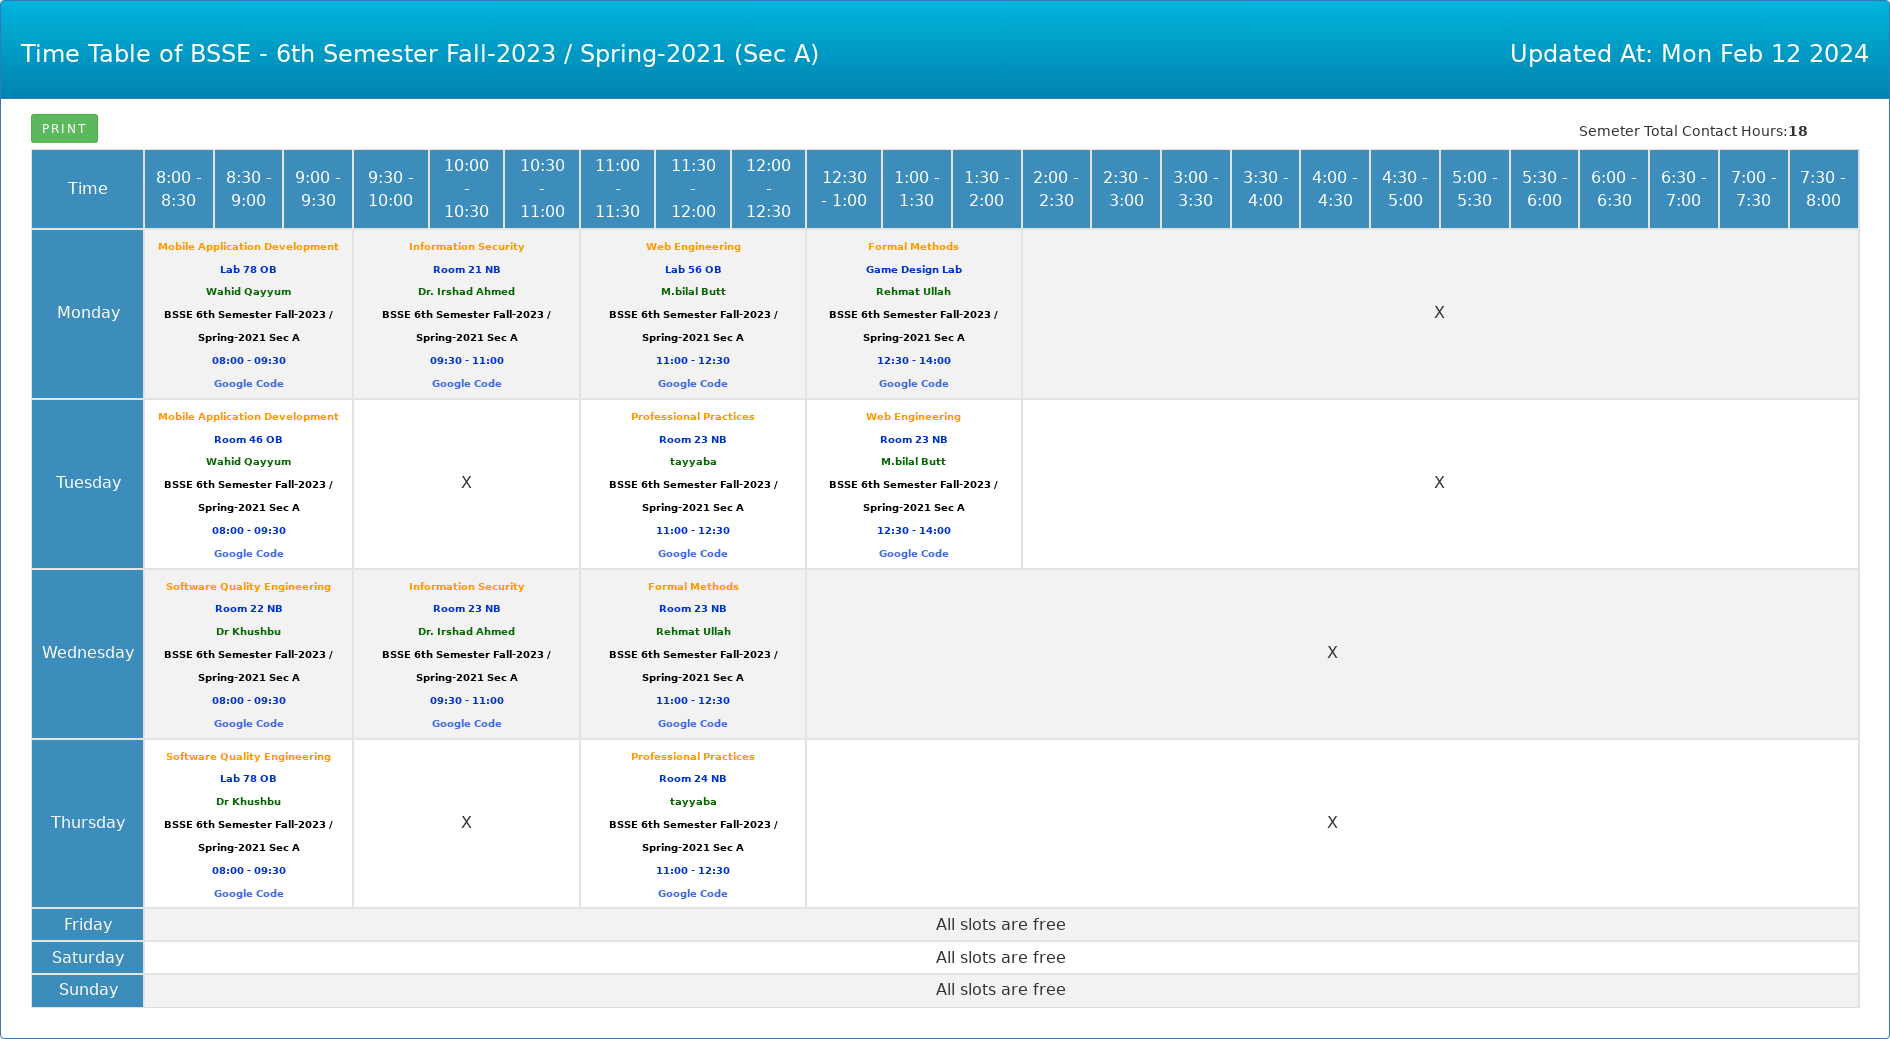 Time Table of BSSE - 6th Semester Fall-2023 / Spring-2021 (Sec A)
Updated At: Mon Feb 12 2024
PRINT
Semeter Total Contact Hours:18
Time
8:00 - 8:30
8:30 - 9:00
9:00 - 9:30
9:30 - 10:00
10:00 - 10:30
10:30 - 11:00
11:00 - 11:30
11:30 - 12:00
12:00 - 12:30
12:30 - 1:00
1:00 - 1:30
1:30 - 2:00
2:00 - 2:30
2:30 - 3:00
3:00 - 3:30
3:30 - 4:00
4:00 - 4:30
4:30 - 5:00
5:00 - 5:30
5:30 - 6:00
6:00 - 6:30
6:30 - 7:00
7:00 - 7:30
7:30 - 8:00
Monday
Mobile Application Development
Lab 78 OB
Wahid Qayyum
BSSE 6th Semester Fall-2023 /
Spring-2021 Sec A
08:00 - 09:30
Google Code
Information Security
Room 21 NB
Dr. Irshad Ahmed
BSSE 6th Semester Fall-2023 /
Spring-2021 Sec A
09:30 - 11:00
Google Code
Web Engineering
Lab 56 OB
M.bilal Butt
BSSE 6th Semester Fall-2023 /
Spring-2021 Sec A
11:00 - 12:30
Google Code
Formal Methods
Game Design Lab
Rehmat Ullah
BSSE 6th Semester Fall-2023 /
Spring-2021 Sec A
12:30 - 14:00
Google Code
X
Tuesday
Mobile Application Development
Room 46 OB
Wahid Qayyum
BSSE 6th Semester Fall-2023 /
Spring-2021 Sec A
08:00 - 09:30
Google Code
X
Professional Practices
Room 23 NB
tayyaba
BSSE 6th Semester Fall-2023 /
Spring-2021 Sec A
11:00 - 12:30
Google Code
Web Engineering
Room 23 NB
M.bilal Butt
BSSE 6th Semester Fall-2023 /
Spring-2021 Sec A
12:30 - 14:00
Google Code
X
Wednesday
Software Quality Engineering
Room 22 NB
Dr Khushbu
BSSE 6th Semester Fall-2023 /
Spring-2021 Sec A
08:00 - 09:30
Google Code
Information Security
Room 23 NB
Dr. Irshad Ahmed
BSSE 6th Semester Fall-2023 /
Spring-2021 Sec A
09:30 - 11:00
Google Code
Formal Methods
Room 23 NB
Rehmat Ullah
BSSE 6th Semester Fall-2023 /
Spring-2021 Sec A
11:00 - 12:30
Google Code
X
Thursday
Software Quality Engineering
Lab 78 OB
Dr Khushbu
BSSE 6th Semester Fall-2023 /
Spring-2021 Sec A
08:00 - 09:30
Google Code
X
Professional Practices
Room 24 NB
tayyaba
BSSE 6th Semester Fall-2023 /
Spring-2021 Sec A
11:00 - 12:30
Google Code
X
Friday
All slots are free
Saturday
All slots are free
Sunday
All slots are free